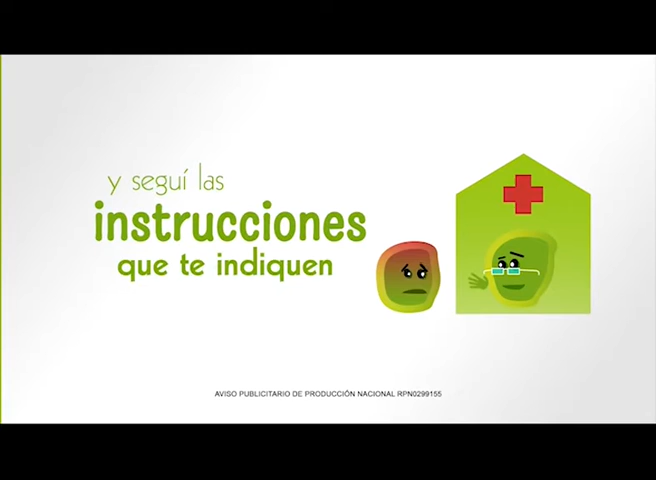 y seguí las
instrucciones
que te indiquen
AVISO PUBLICITARIO DE PRODUCCIÓN NACIONAL RPN0299155